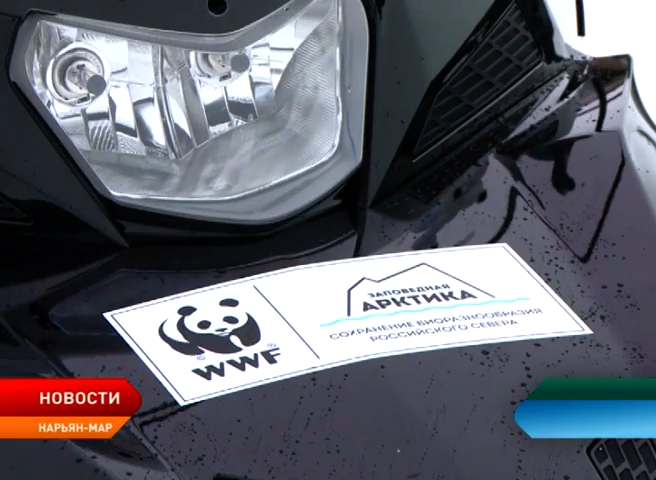 ЗАПОВЕДНАЯ
АРКТИКА
СОХРАНЕНИЕ БИОРАЗНООБРАЗИЯ
РОССИЙСКОГО СЕВЕРА
© WWF ®
НОВОСТИ
НАРЬЯН-МАР